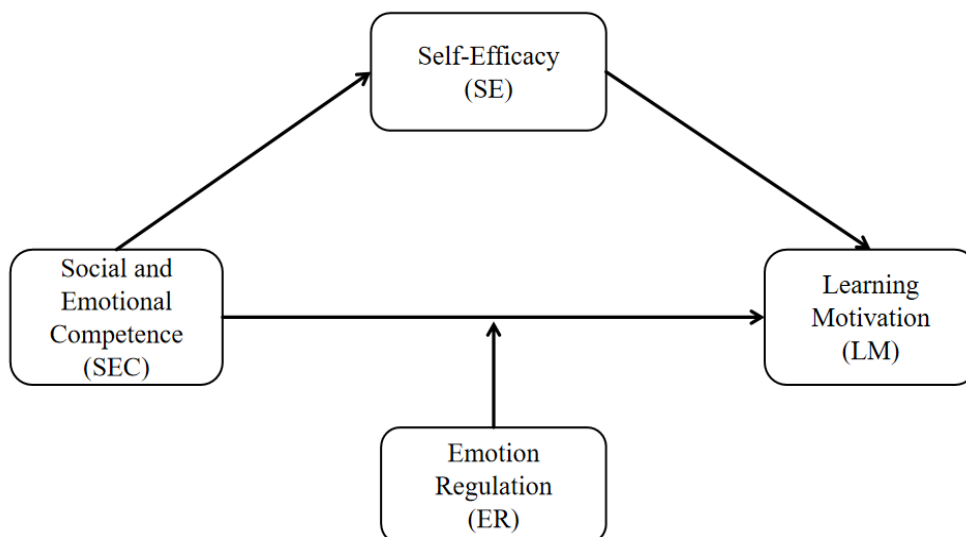 Self-Efficacy
(SE)
Social and
Emotional
Competence
(SEC)
Learning
Motivation
(LM)
Emotion
Regulation
(ER)